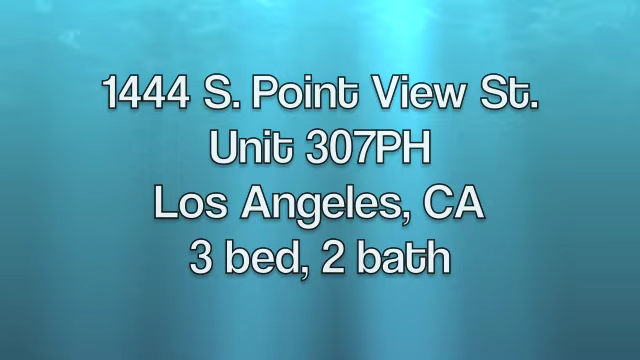 1444 S. Point View St.
Unit 307PH
Los Angeles, CA
3 bed, 2 bath